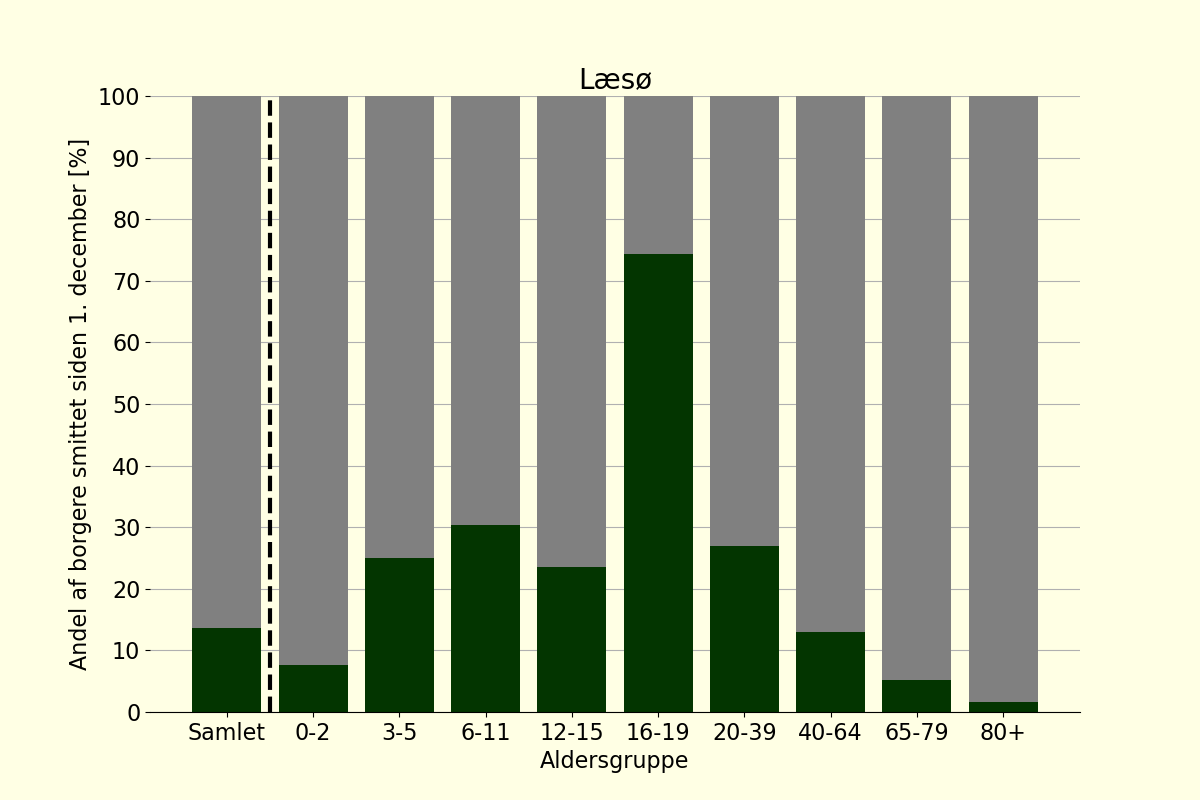 Læsø
Andel af borgere smittet siden 1. december [%]
100
90
80
70
60
50
40
30
20
10
0
Samlet 0-2 3-5 6-11 12-15 16-19 20-39 40-64 65-79 80+
Aldersgruppe